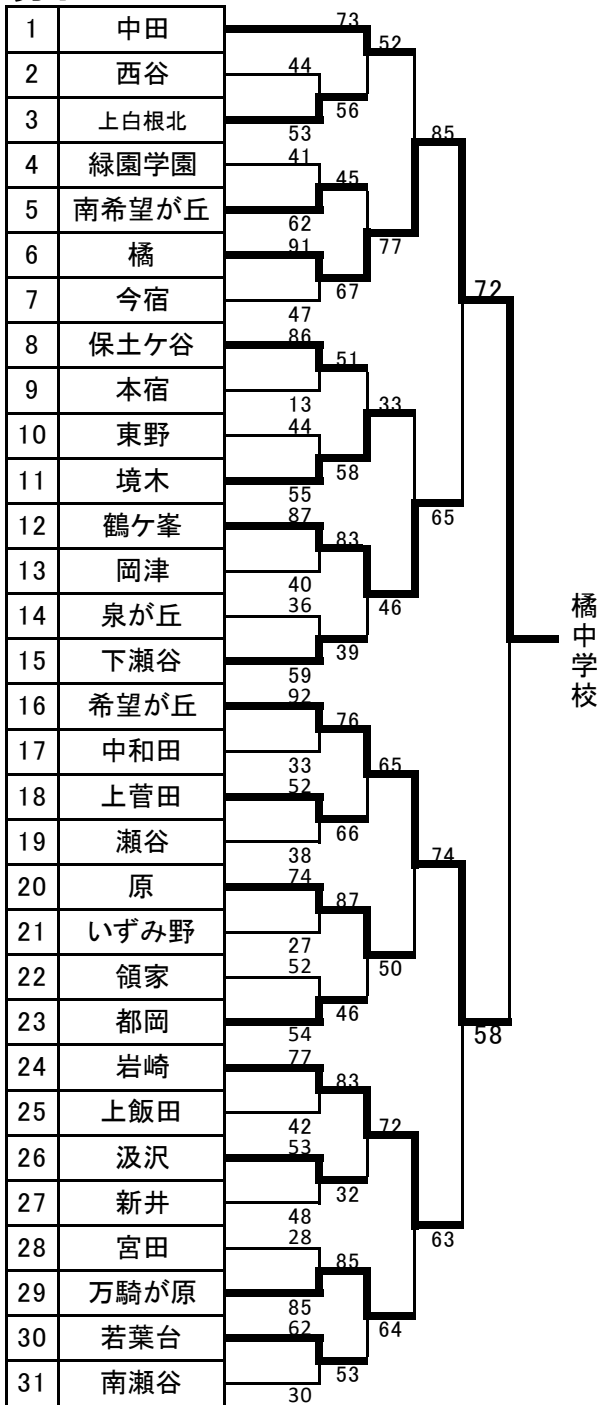 1 中田
2 西谷
3 上白根北
4 緑園学園
5 南希望が丘
6 橘
7 今宿
8 保土ケ谷
9 本宿
10 東野
11 境木
12 鶴ケ峯
13 岡津
14 泉が丘
15 下瀬谷
16 希望が丘
17 中和田
18 上菅田
19 瀬谷
20 原
21 いずみ野
22 領家
23 都岡
24 岩崎
25 上飯田
26 汲沢
27 新井
28 宮田
29 万騎が原
30 若葉台
31 南瀬谷
73
44
53
41
62
91
47
86
13
44
55
87
40
36
59
92
33
52
38
74
27
52
54
77
42
53
48
28
85
62
30
56
45
67
51
58
83
39
76
66
87
46
83
32
85
53
52
77
33
46
65
50
72
64
85
65
74
63
72
58
橘中学校